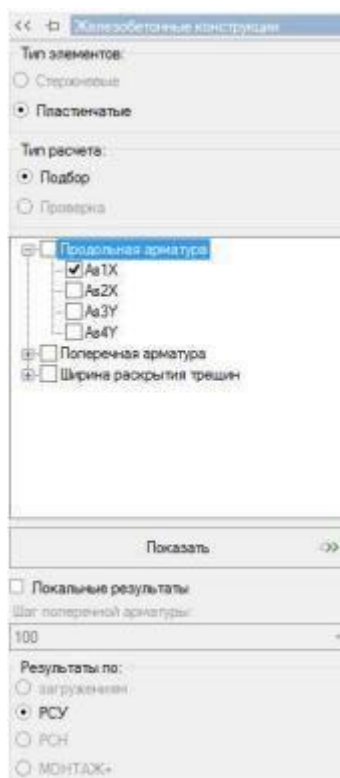 << Железобетонные конструкции
Тип элементов:
Стержневые
Пластинчатые
Тип расчета:
Подбор
Проверка
Продольная арматура
As1X
As2X
As3Y
As4Y
Поперечная арматура
Ширина раскрытия трещин
Показать >>
Локальные результаты
Шаг поперечной арматуры:
100
Результаты по:
загружениям
РСУ
РСН
МОНТАЖ+